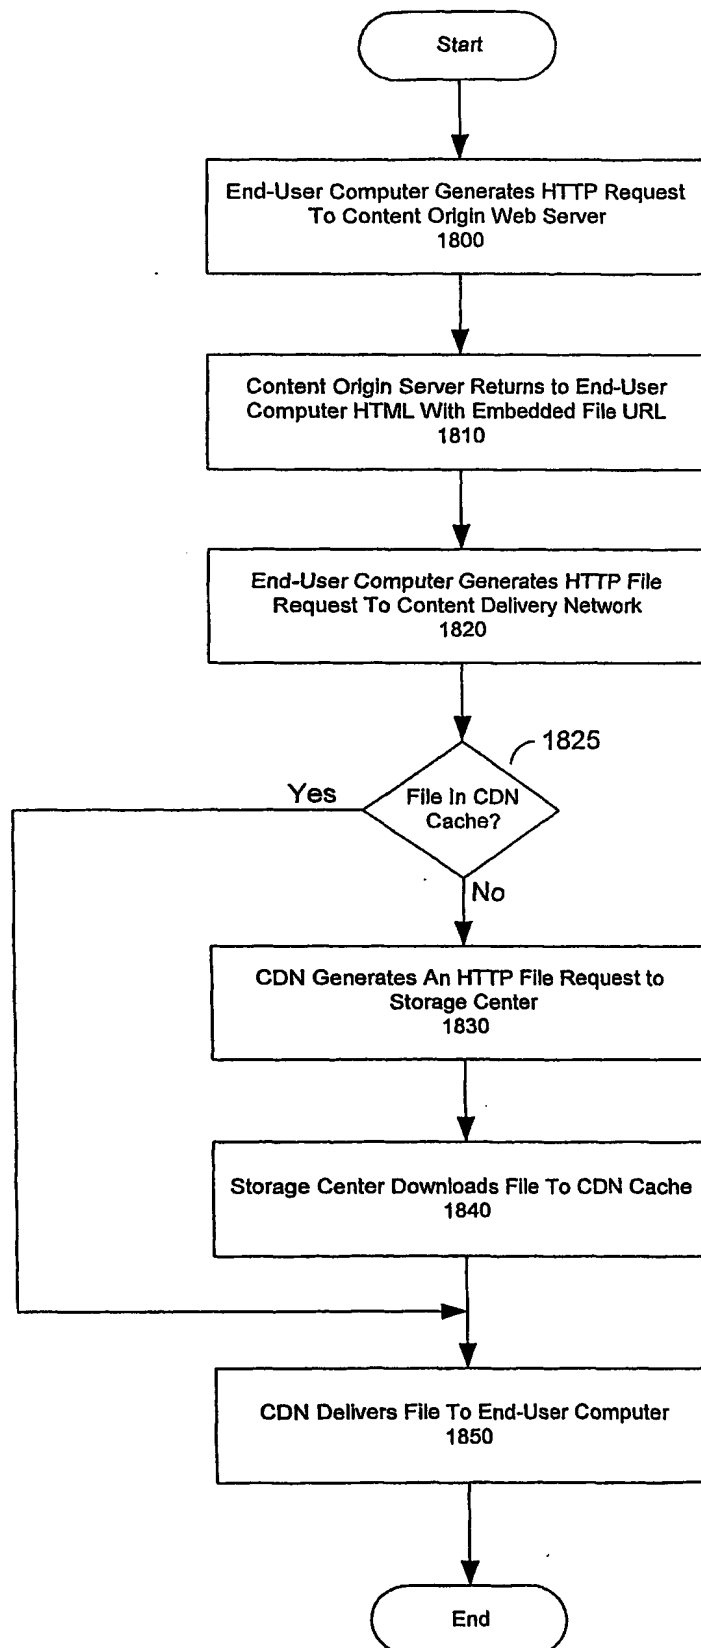 Start
End-User Computer Generates HTTP Request
To Content Origin Web Server
1800
Content Origin Server Returns to End-User
Computer HTML With Embedded File URL
1810
End-User Computer Generates HTTP File
Request To Content Delivery Network
1820
1825
Yes
File In CDN
Cache?
No
CDN Generates An HTTP File Request to
Storage Center
1830
Storage Center Downloads File To CDN Cache
1840
CDN Delivers File To End-User Computer
1850
End